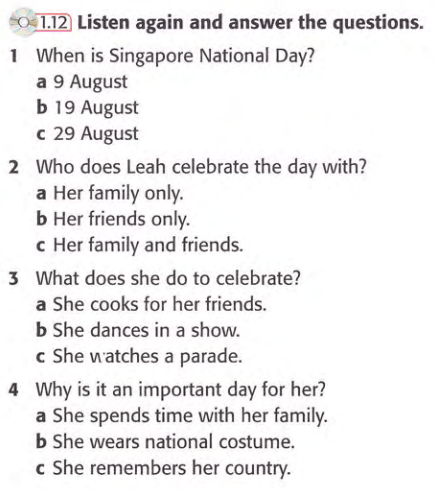 1.12 Listen again and answer the questions.
1 When is Singapore National Day?
a 9 August
b 19 August
c 29 August
2 Who does Leah celebrate the day with?
a Her family only.
b Her friends only.
c Her family and friends.
3 What does she do to celebrate?
a She cooks for her friends.
b She dances in a show.
c She watches a parade.
4 Why is it an important day for her?
a She spends time with her family.
b She wears national costume.
c She remembers her country.